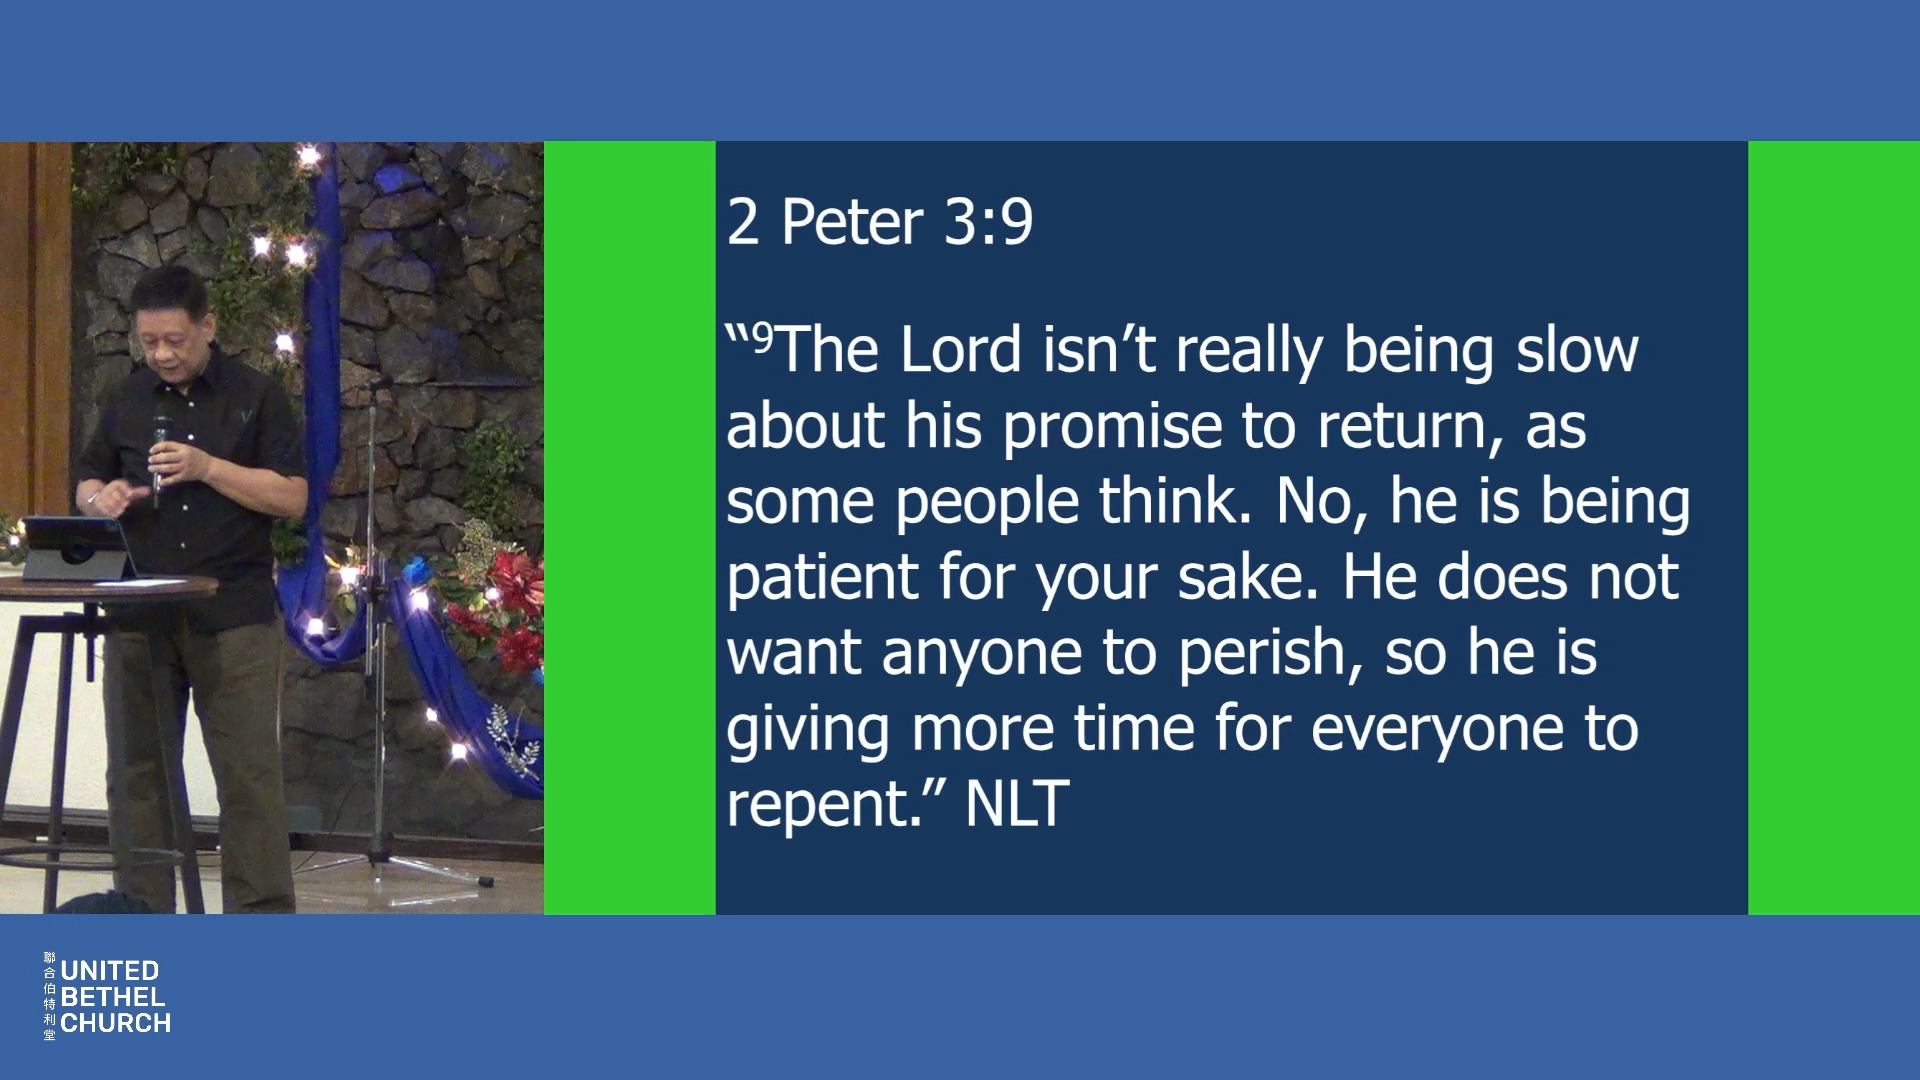 2 Peter 3:9
“9The Lord isn’t really being slow
about his promise to return, as
some people think. No, he is being
patient for your sake. He does not
want anyone to perish, so he is
giving more time for everyone to
repent.” NLT
聯合伯特利堂
UNITED
BETHEL
CHURCH